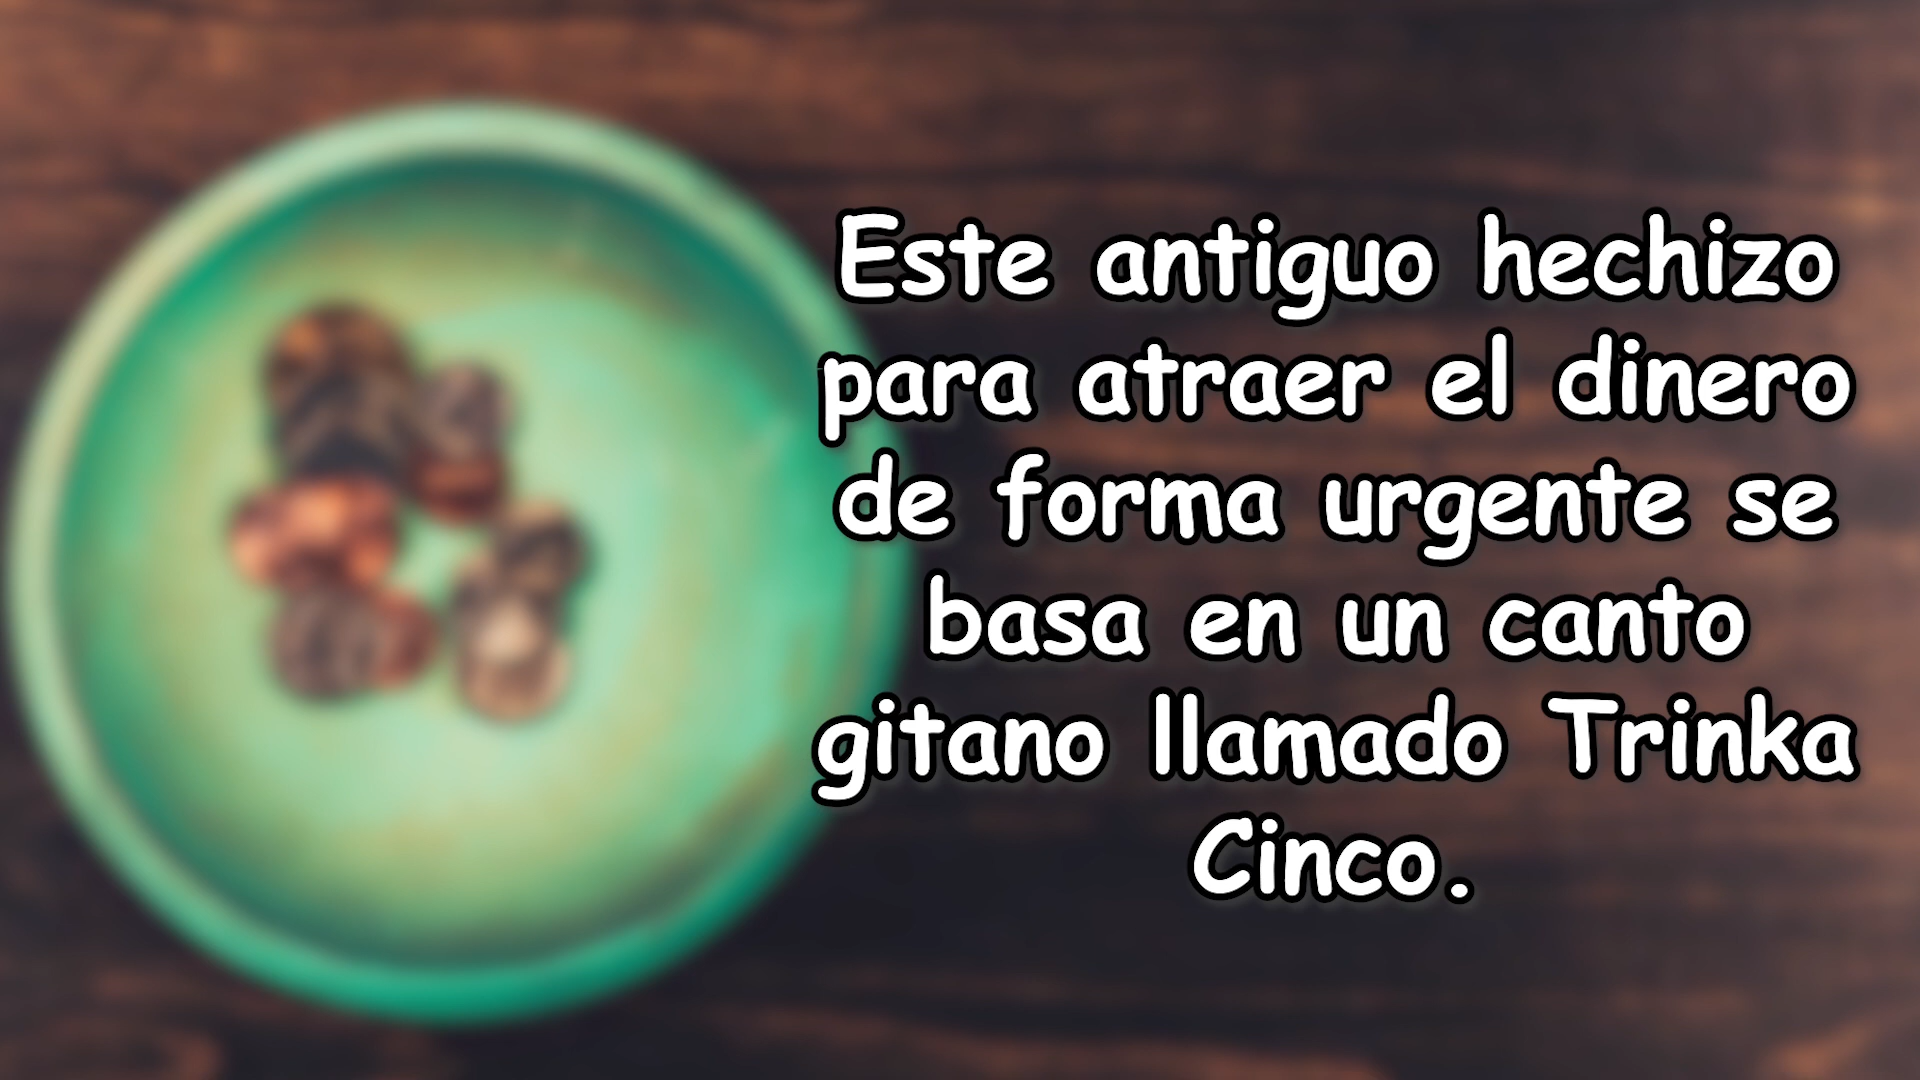 Este antiguo hechizo
para atraer el dinero
de forma urgente se
basa en un canto
gitano llamado Trinka
Cinco.